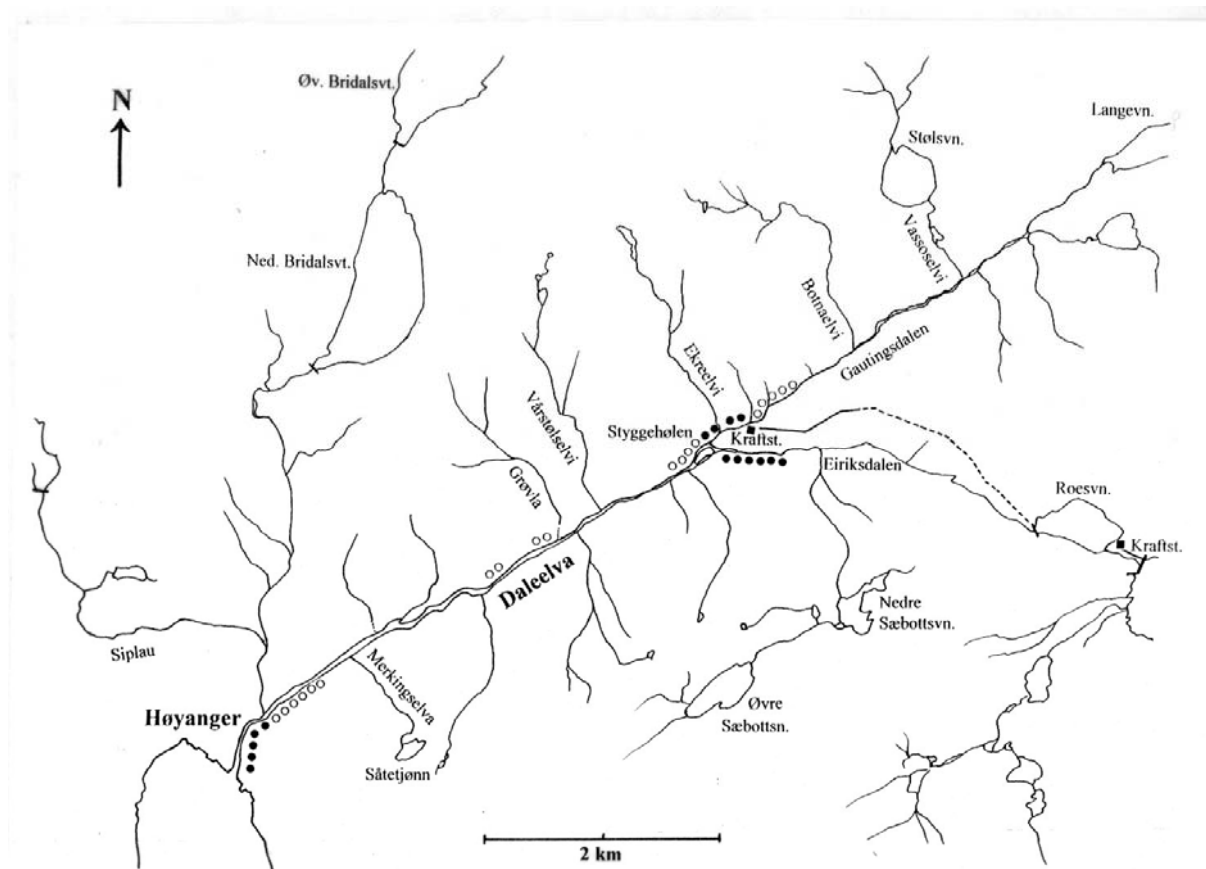 Øv. Bridalsvt.
N
Langevn.
Stølsvn.
Vassoselvi
Ned. Bridalsvt.
Botnaelvi
Gautingsdalen
Ekreelvi
Vårstølselvi
Styggehølen
Kraftst.
Eiriksdalen
Grøvla
Roesvn.
Kraftst.
Daleelva
Nedre
Sæbottsvn.
Siplau
Merkingselva
Øvre
Sæbottsn.
Høyanger
Såtetjønn
2 km